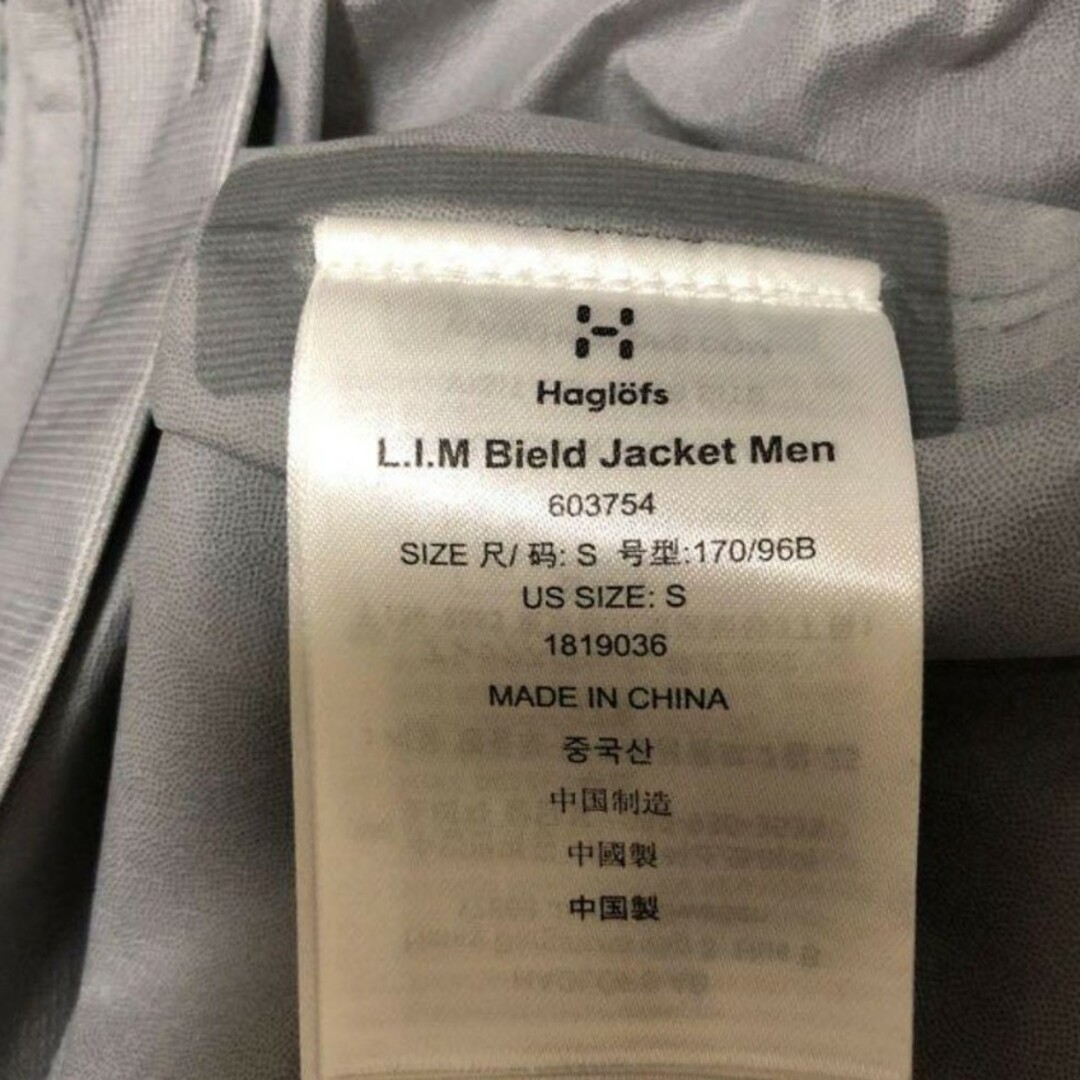 Haglöfs
L.I.M Bield Jacket Men
603754
SIZE 尺/ 码: S 号型:170/96B
US SIZE: S
1819036
MADE IN CHINA
중국산
中国制造
中國製
中国製